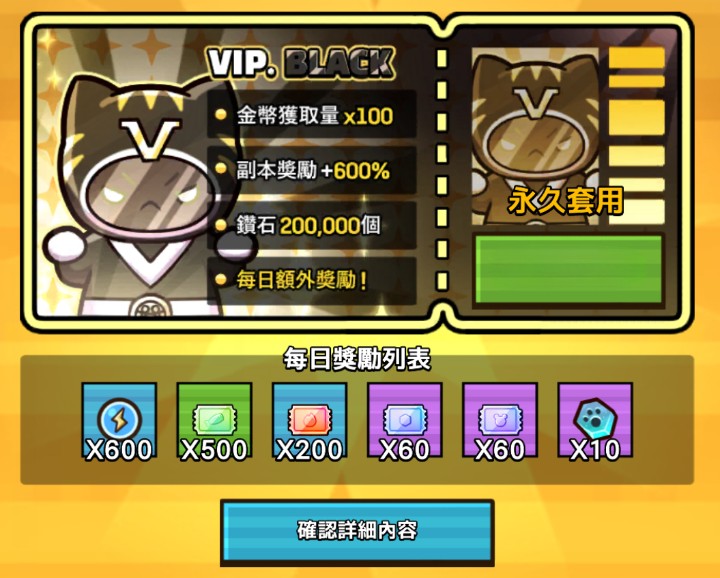 VIP. BLACK
金幣獲取量 x100
副本獎勵 +600%
鑽石 200,000個
每日額外獎勵!
V
V
永久套用
每日獎勵列表
X600
X500
X200
X60
X60
X10
確認詳細內容